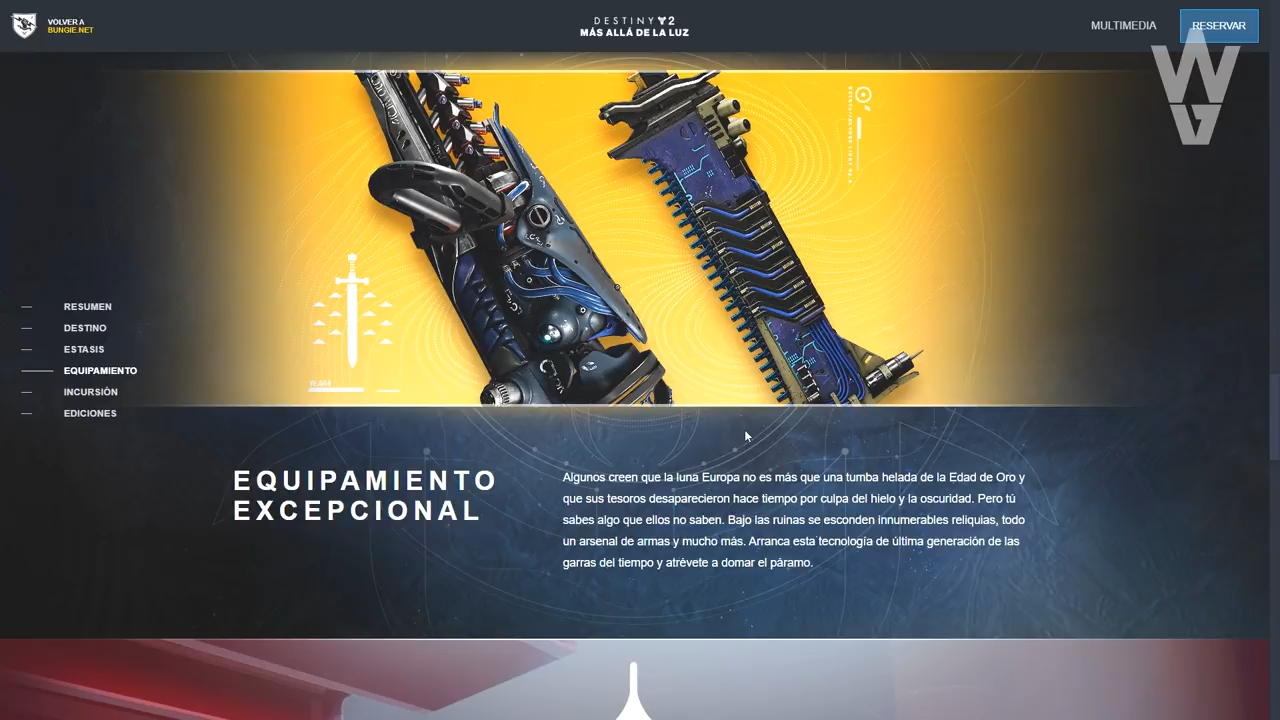 VOLVER A
BUNGIE.NET
DESTINY 2
MÁS ALLÁ DE LA LUZ
MULTIMEDIA
RESERVAR
WG
RESUMEN
DESTINO
ESTASIS
EQUIPAMIENTO
INCURSIÓN
EDICIONES
EQUIPAMIENTO
EXCEPCIONAL
Algunos creen que la luna Europa no es más que una tumba helada de la Edad de Oro y
que sus tesoros desaparecieron hace tiempo por culpa del hielo y la oscuridad. Pero tú
sabes algo que ellos no saben. Bajo las ruinas se esconden innumerables reliquias, todo
un arsenal de armas y mucho más. Arranca esta tecnología de última generación de las
garras del tiempo y atrévete a domar el páramo.